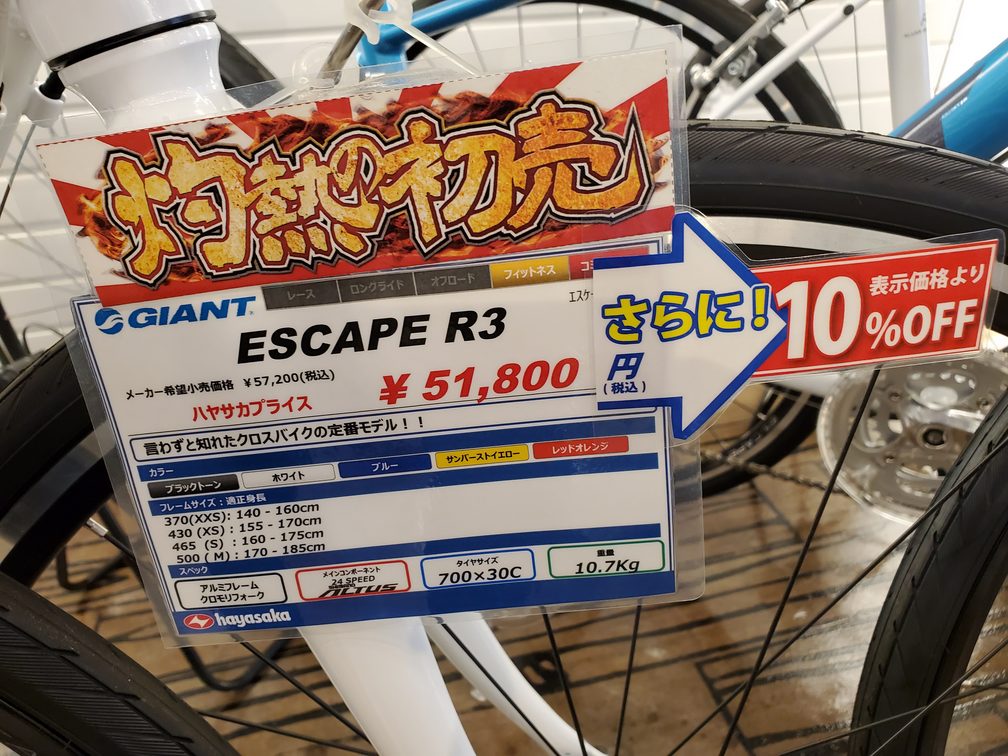 灼熱の初売
レース ロングライド オフロード フィットネス コミ
GIANT
エスケー
ESCAPE R3
メーカー希望小売価格 ¥57,200(税込)
ハヤサカプライス
¥ 51,800
円
(税込)
さらに!
10%OFF
表示価格より
言わずと知れたクロスバイクの定番モデル!!
カラー
ブラックトーン ホワイト ブルー サンバーストイエロー レッドオレンジ
フレームサイズ:適正身長
370(XXS): 140 - 160cm
430 (XS) : 155 - 170cm
465 (S) : 160 - 175cm
500 ( M) : 170 - 185cm
スペック
アルミフレーム
クロモリフォーク
メインコンポーネント
24 SPEED
ALTUS
タイヤサイズ
700×30C
重量
10.7Kg
hayasaka